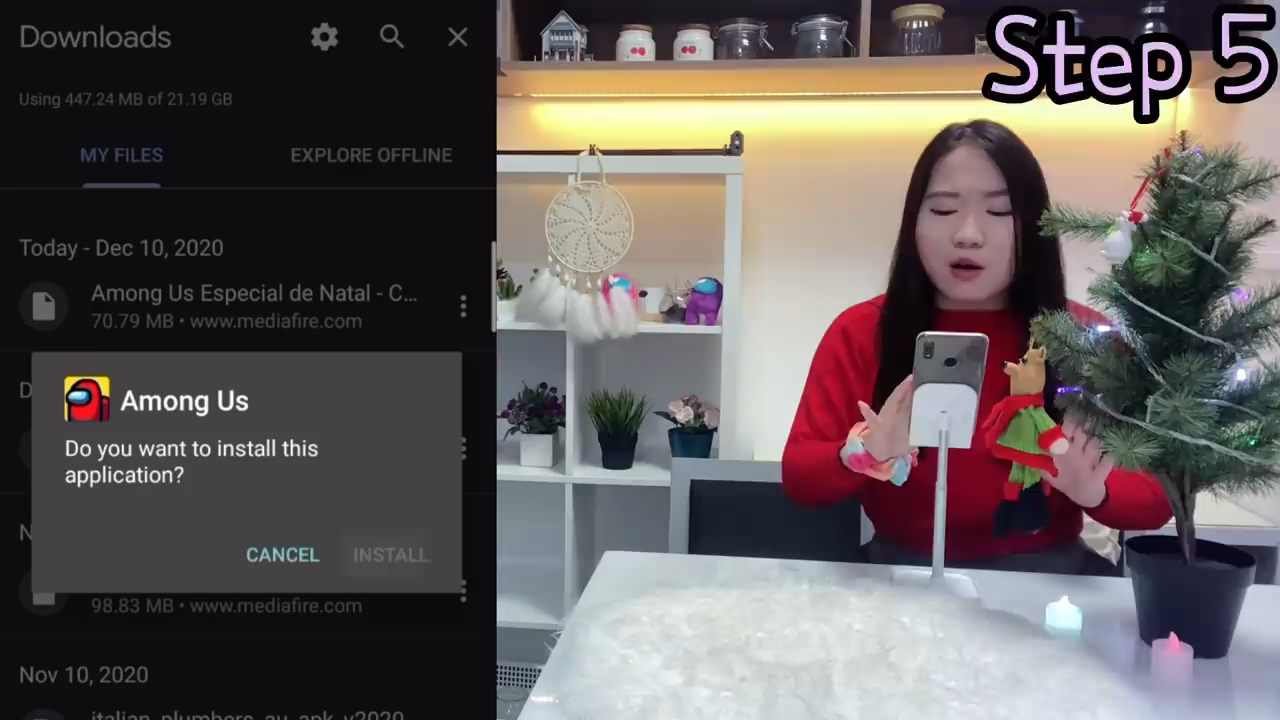 Downloads
Using 447.24 MB of 21.19 GB
MY FILES
EXPLORE OFFLINE
Today - Dec 10, 2020
Among Us Especial de Natal - C...
70.79 MB • www.mediafire.com
D
Among Us
Do you want to install this
application?
N
CANCEL
INSTALL
98.83 MB • www.mediafire.com
Nov 10, 2020
italian_plumbers_au_apk_v2020
Step 5